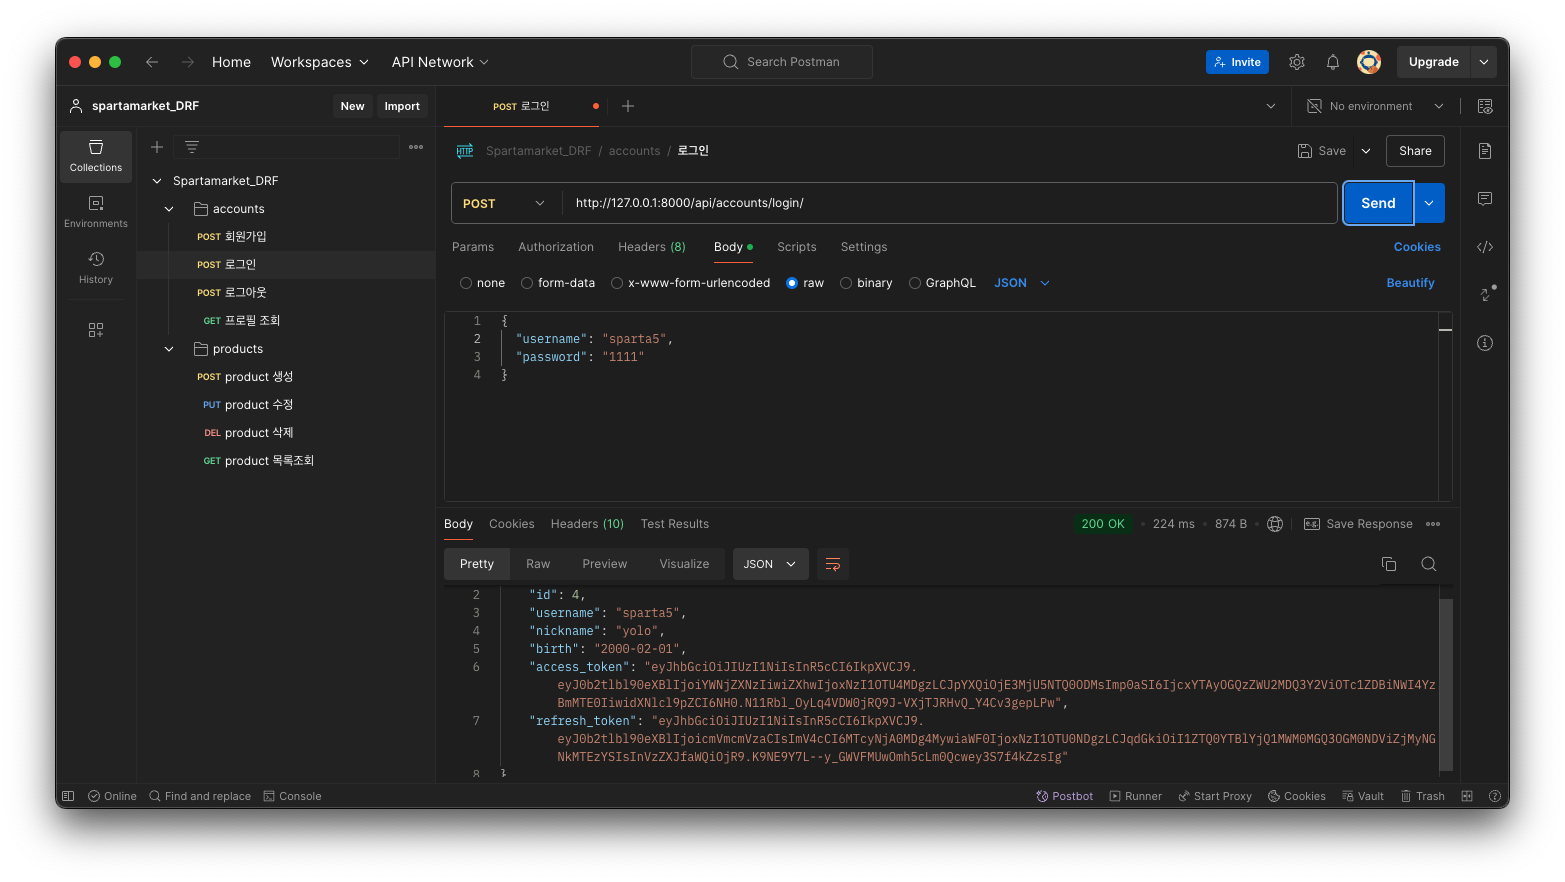 Home Workspaces API Network Search Postman Invite Upgrade
spartamarket_DRF New Import POST 로그인 No environment
Collections
Environments
History
Spartamarket_DRF
accounts
POST 회원가입
POST 로그인
POST 로그아웃
GET 프로필 조회
products
POST product 생성
PUT product 수정
DEL product 삭제
GET product 목록조회
HTTP Spartamarket_DRF / accounts / 로그인 Save Share
POST http://127.0.0.1:8000/api/accounts/login/ Send
Params Authorization Headers (8) Body Scripts Settings Cookies
none form-data x-www-form-urlencoded raw binary GraphQL JSON Beautify
1 {
2 "username": "sparta5",
3 "password": "1111"
4 }
Body Cookies Headers (10) Test Results 200 OK 224 ms 874 B e.g. Save Response
Pretty Raw Preview Visualize JSON
2 "id": 4,
3 "username": "sparta5",
4 "nickname": "yolo",
5 "birth": "2000-02-01",
6 "access_token": "eyJhbGciOiJIUzI1NiIsInR5cCI6IkpXVCJ9.
eyJ0b2tlbl90eXBlIjoiYWNjZXNzIiwiZXhwIjoxNzI1OTU4MDgzLCJpYXQiOjE3MjU5NTQ0ODMsImp0aSI6IjcxYTAyOGQzZWU2MDQ3Y2ViOTc1ZDBiNWI4Yz
BmMTE0IiwidXNlcl9pZCI6NH0.N11Rbl_OyLq4VDW0jRQ9J-VXjTJRHvQ_Y4Cv3gepLPw",
7 "refresh_token": "eyJhbGciOiJIUzI1NiIsInR5cCI6IkpXVCJ9.
eyJ0b2tlbl90eXBlIjoicmVmcmVzaCIsImV4cCI6MTcyNjA0MDg4MywiaWF0IjoxNzI1OTU0NDgzLCJqdGkiOiI1ZTQ0YTBlYjQ1MWM0MGQ3OGM0NDViZjMyNG
NkMTEzYSIsInVzZXJfaWQiOjR9.K9NE9Y7L--y_GWVFMUwOmh5cLm0Qcwey3S7f4kZzsIg"
8 }
Online Find and replace Console Postbot Runner Start Proxy Cookies Vault Trash